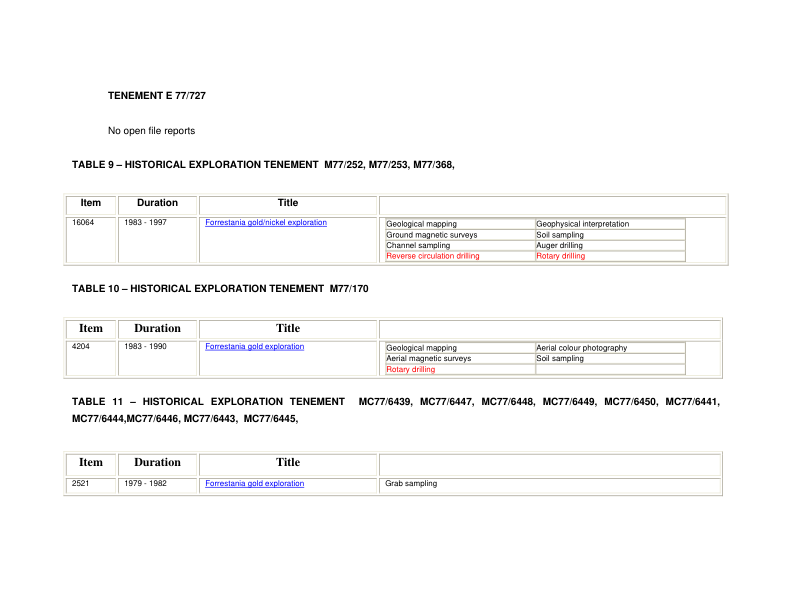 TENEMENT E 77/727
No open file reports
TABLE 9 – HISTORICAL EXPLORATION TENEMENT M77/252, M77/253, M77/368,
Item Duration Title
16064 1983 - 1997 Forrestania gold/nickel exploration Geological mapping Geophysical interpretation
Ground magnetic surveys Soil sampling
Channel sampling Auger drilling
Reverse circulation drilling Rotary drilling
TABLE 10 – HISTORICAL EXPLORATION TENEMENT M77/170
Item Duration Title
4204 1983 - 1990 Forrestania gold exploration Geological mapping Aerial colour photography
Aerial magnetic surveys Soil sampling
Rotary drilling
TABLE 11 – HISTORICAL EXPLORATION TENEMENT MC77/6439, MC77/6447, MC77/6448, MC77/6449, MC77/6450, MC77/6441,
MC77/6444,MC77/6446, MC77/6443, MC77/6445,
Item Duration Title
2521 1979 - 1982 Forrestania gold exploration Grab sampling